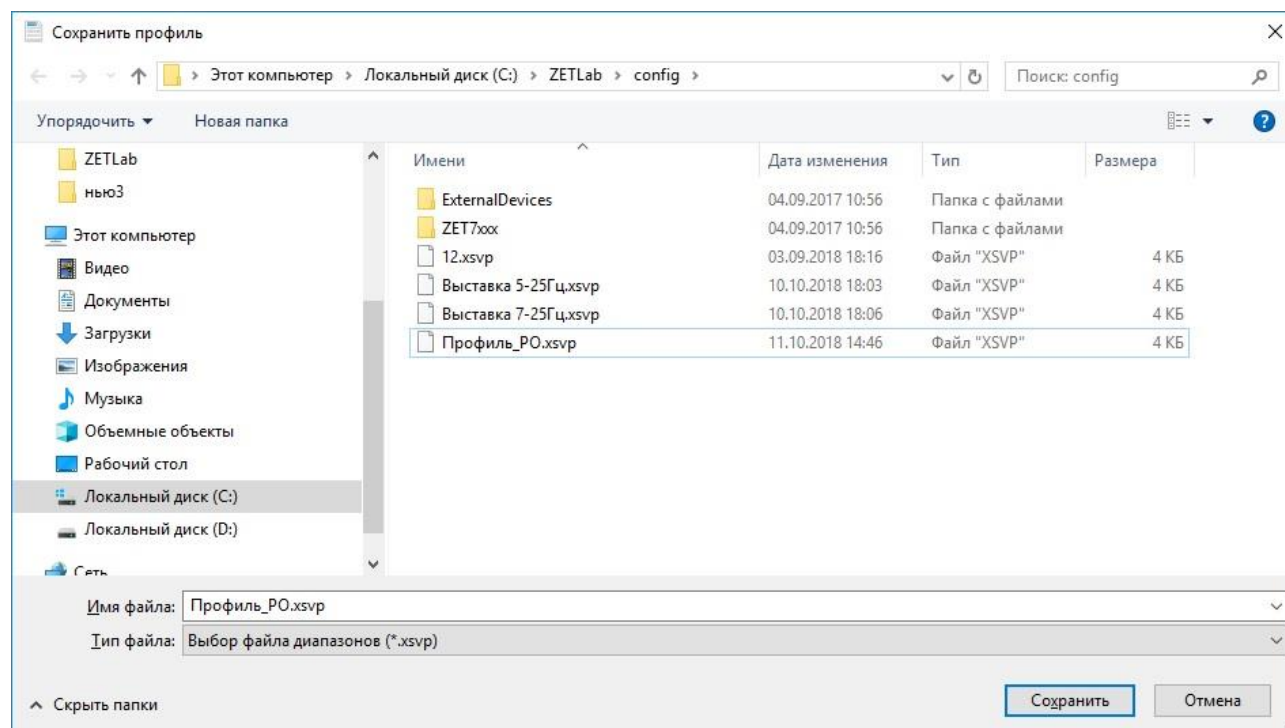 Сохранить профиль
Этот компьютер > Локальный диск (C:) > ZETLab > config >
Поиск: config
Упорядочить
Новая папка
ZETLab
нью3
Этот компьютер
Видео
Документы
Загрузки
Изображения
Музыка
Объемные объекты
Рабочий стол
Локальный диск (C:)
Локальный диск (D:)
Сеть
Имени Дата изменения Тип Размера
ExternalDevices 04.09.2017 10:56 Папка с файлами
ZET7xxx 04.09.2017 10:56 Папка с файлами
12.xsvp 03.09.2018 18:16 Файл "XSVP" 4 КБ
Выставка 5-25Гц.xsvp 10.10.2018 18:03 Файл "XSVP" 4 КБ
Выставка 7-25Гц.xsvp 10.10.2018 18:06 Файл "XSVP" 4 КБ
Профиль_РО.xsvp 11.10.2018 14:46 Файл "XSVP" 4 КБ
Имя файла: Профиль_РО.xsvp
Тип файла: Выбор файла диапазонов (*.xsvp)
Скрыть папки
Сохранить
Отмена